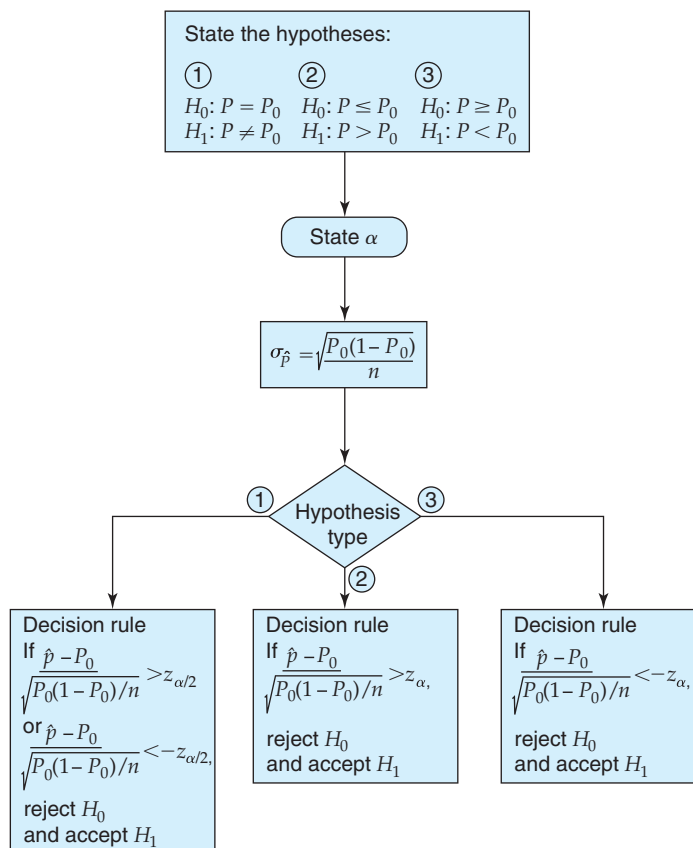 State the hypotheses:
1 2 3
H₀: P = P₀ H₀: P ≤ P₀ H₀: P ≥ P₀
H₁: P ≠ P₀ H₁: P > P₀ H₁: P < P₀
State α
σ_p̂ = √(P₀(1 – P₀)/n)
1
3
Hypothesis
type
2
Decision rule
If (p̂ – P₀)/√(P₀(1 – P₀)/n) > z_α/2
or (p̂ – P₀)/√(P₀(1 – P₀)/n) < –z_α/2,
reject H₀
and accept H₁
Decision rule
If (p̂ – P₀)/√(P₀(1 – P₀)/n) > z_α,
reject H₀
and accept H₁
Decision rule
If (p̂ – P₀)/√(P₀(1 – P₀)/n) < –z_α,
reject H₀
and accept H₁